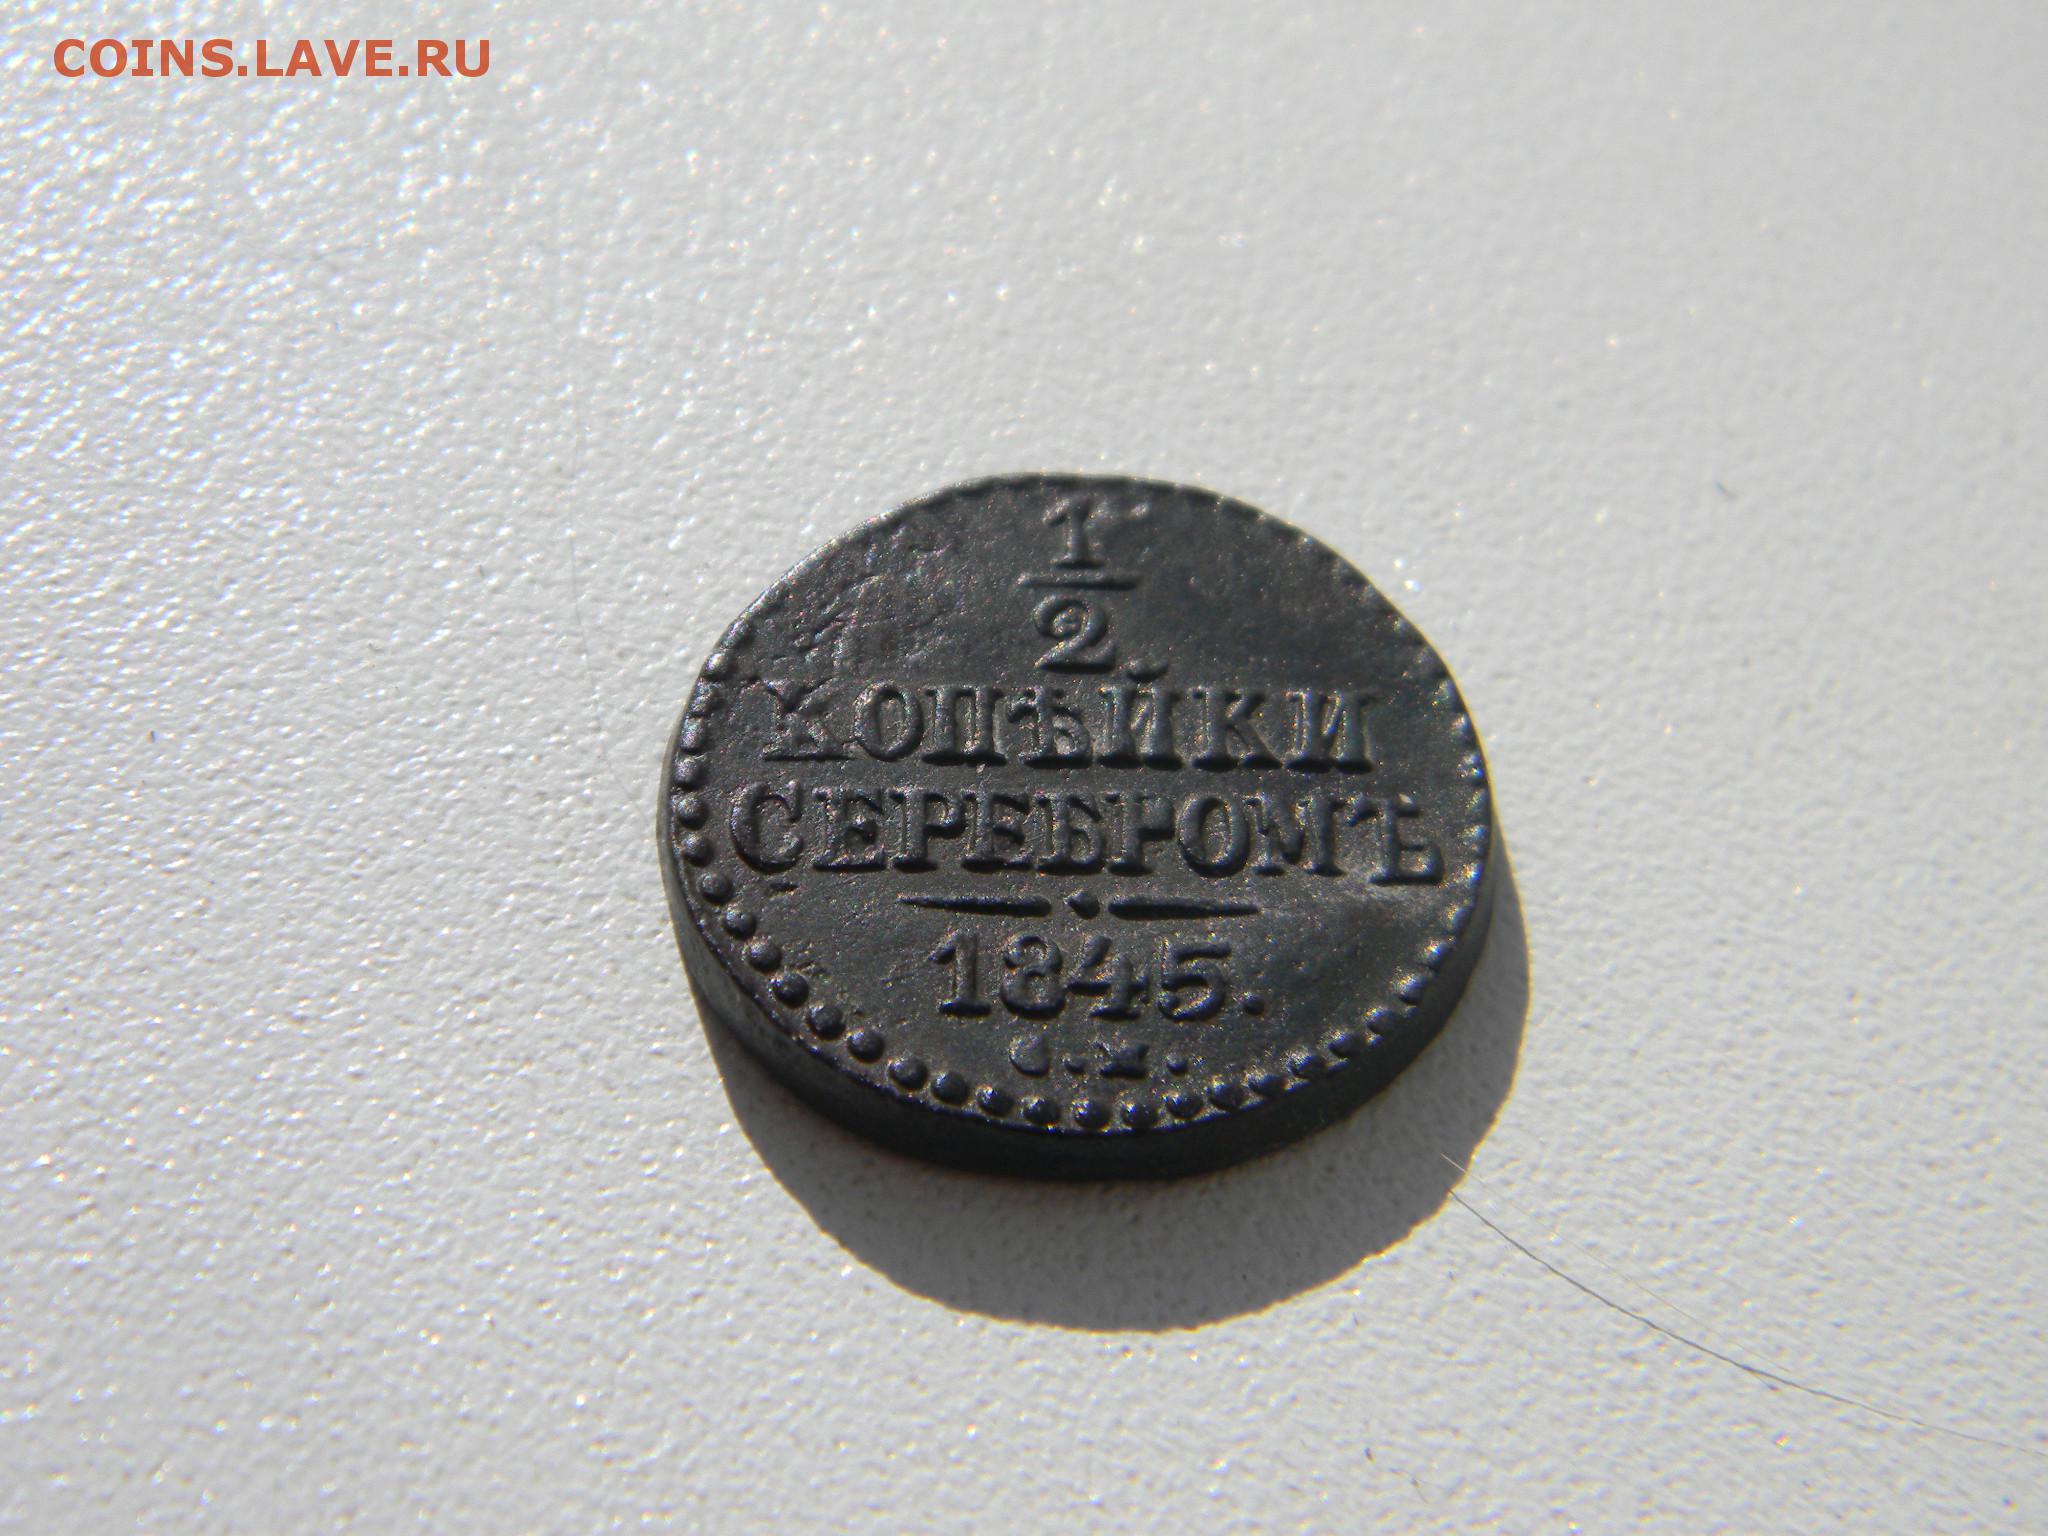 COINS.LAVE.RU
1
2
КОПѢЙКИ
СЕРЕБРОМЪ
1845.
С.М.